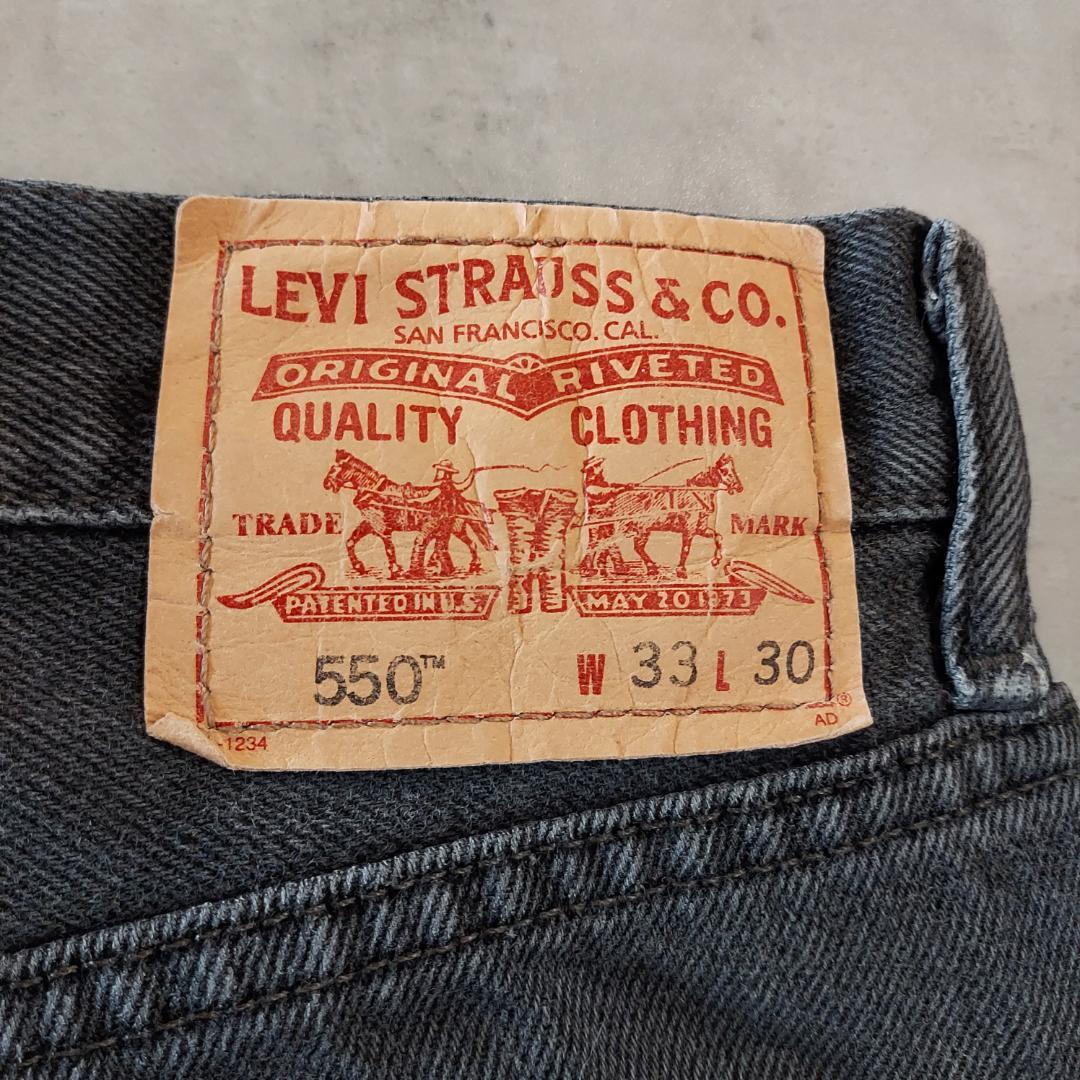 LEVI STRAUSS & CO.
SAN FRANCISCO. CAL.
ORIGINAL RIVETED
QUALITY CLOTHING
TRADE MARK
PATENTED IN U.S. MAY 20 1873
550™ W 33 L 30
®
-1234 AD